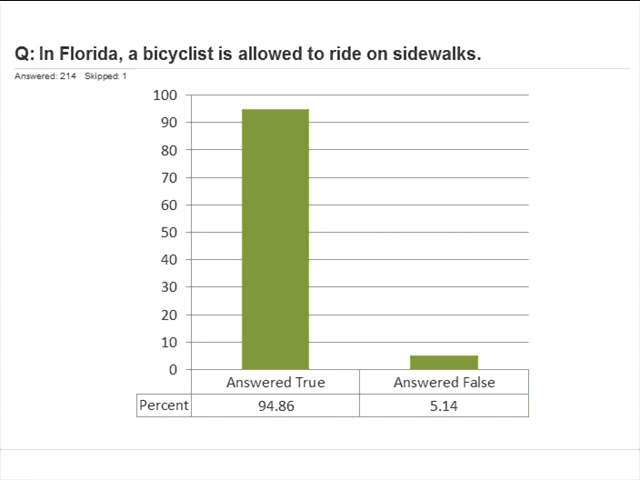 Q: In Florida, a bicyclist is allowed to ride on sidewalks.
Answered: 214 Skipped: 1
100
90
80
70
60
50
40
30
20
10
0
Answered True Answered False
Percent 94.86 5.14